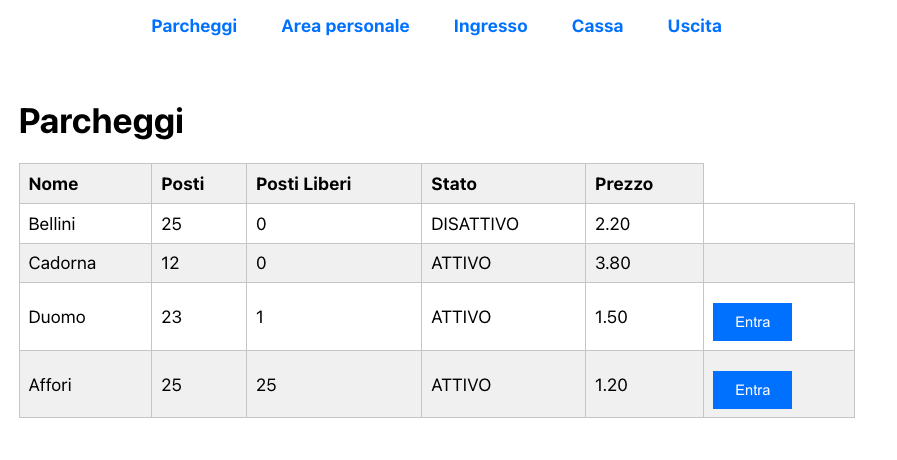 Parcheggi Area personale Ingresso Cassa Uscita
Parcheggi
Nome Posti Posti Liberi Stato Prezzo
Bellini 25 0 DISATTIVO 2.20
Cadorna 12 0 ATTIVO 3.80
Duomo 23 1 ATTIVO 1.50 Entra
Affori 25 25 ATTIVO 1.20 Entra